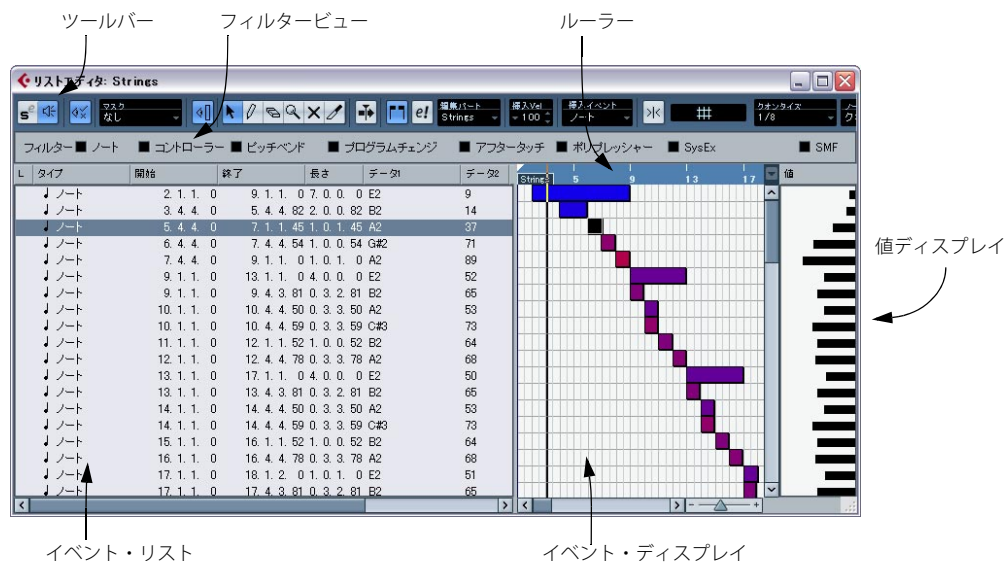 ツールバー フィルタービュー ルーラー
リストエディタ: Strings
マスク 編集パート 挿入Vel 挿入イベント クオンタイズ
なし Strings 100 ノート 1/8
フィルター ノート コントローラー ピッチベンド プログラムチェンジ アフタータッチ ポリプレッシャー SysEx SMF
L タイプ 開始 終了 長さ データ1 データ2 Strings 5 9 13 17 値
ノート 2. 1. 1. 0 9. 1. 1. 0 7. 0. 0. 0 E2 9
ノート 3. 4. 4. 0 5. 4. 4. 82 2. 0. 0. 82 B2 14
ノート 5. 4. 4. 0 7. 1. 1. 45 1. 0. 1. 45 A2 37
ノート 6. 4. 4. 0 7. 4. 4. 54 1. 0. 0. 54 G#2 71
ノート 7. 4. 4. 0 9. 1. 1. 0 1. 0. 1. 0 A2 89
ノート 9. 1. 1. 0 13. 1. 1. 0 4. 0. 0. 0 E2 52
ノート 9. 1. 1. 0 9. 4. 3. 81 0. 3. 2. 81 B2 65
ノート 10. 1. 1. 0 10. 4. 4. 50 0. 3. 3. 50 A2 53
ノート 10. 1. 1. 0 10. 4. 4. 59 0. 3. 3. 59 C#3 73
ノート 11. 1. 1. 0 12. 1. 1. 52 1. 0. 0. 52 B2 64
ノート 12. 1. 1. 0 12. 4. 4. 78 0. 3. 3. 78 A2 68
ノート 13. 1. 1. 0 17. 1. 1. 0 4. 0. 0. 0 E2 50
ノート 13. 1. 1. 0 13. 4. 3. 81 0. 3. 2. 81 B2 65
ノート 14. 1. 1. 0 14. 4. 4. 50 0. 3. 3. 50 A2 53
ノート 14. 1. 1. 0 14. 4. 4. 59 0. 3. 3. 59 C#3 73
ノート 15. 1. 1. 0 16. 1. 1. 52 1. 0. 0. 52 B2 64
ノート 16. 1. 1. 0 16. 4. 4. 78 0. 3. 3. 78 A2 68
ノート 17. 1. 1. 0 18. 1. 2. 0 1. 0. 1. 0 E2 51
ノート 17. 1. 1. 0 17. 4. 3. 81 0. 3. 2. 81 B2 65
値ディスプレイ
イベント・リスト イベント・ディスプレイ